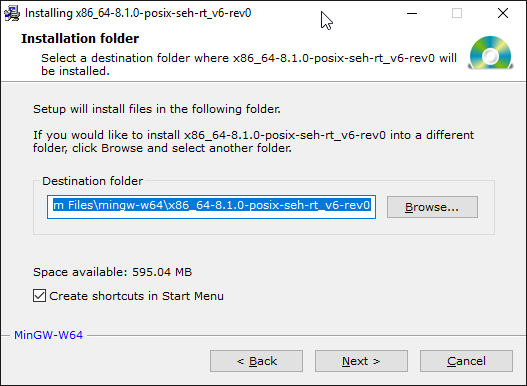 Installing x86_64-8.1.0-posix-seh-rt_v6-rev0
Installation folder
Select a destination folder where x86_64-8.1.0-posix-seh-rt_v6-rev0 will
be installed.
Setup will install files in the following folder.
If you would like to install x86_64-8.1.0-posix-seh-rt_v6-rev0 into a different
folder, click Browse and select another folder.
Destination folder
m Files\mingw-w64\x86_64-8.1.0-posix-seh-rt_v6-rev0
Browse...
Space available: 595.04 MB
Create shortcuts in Start Menu
MinGW-W64
< Back
Next >
Cancel